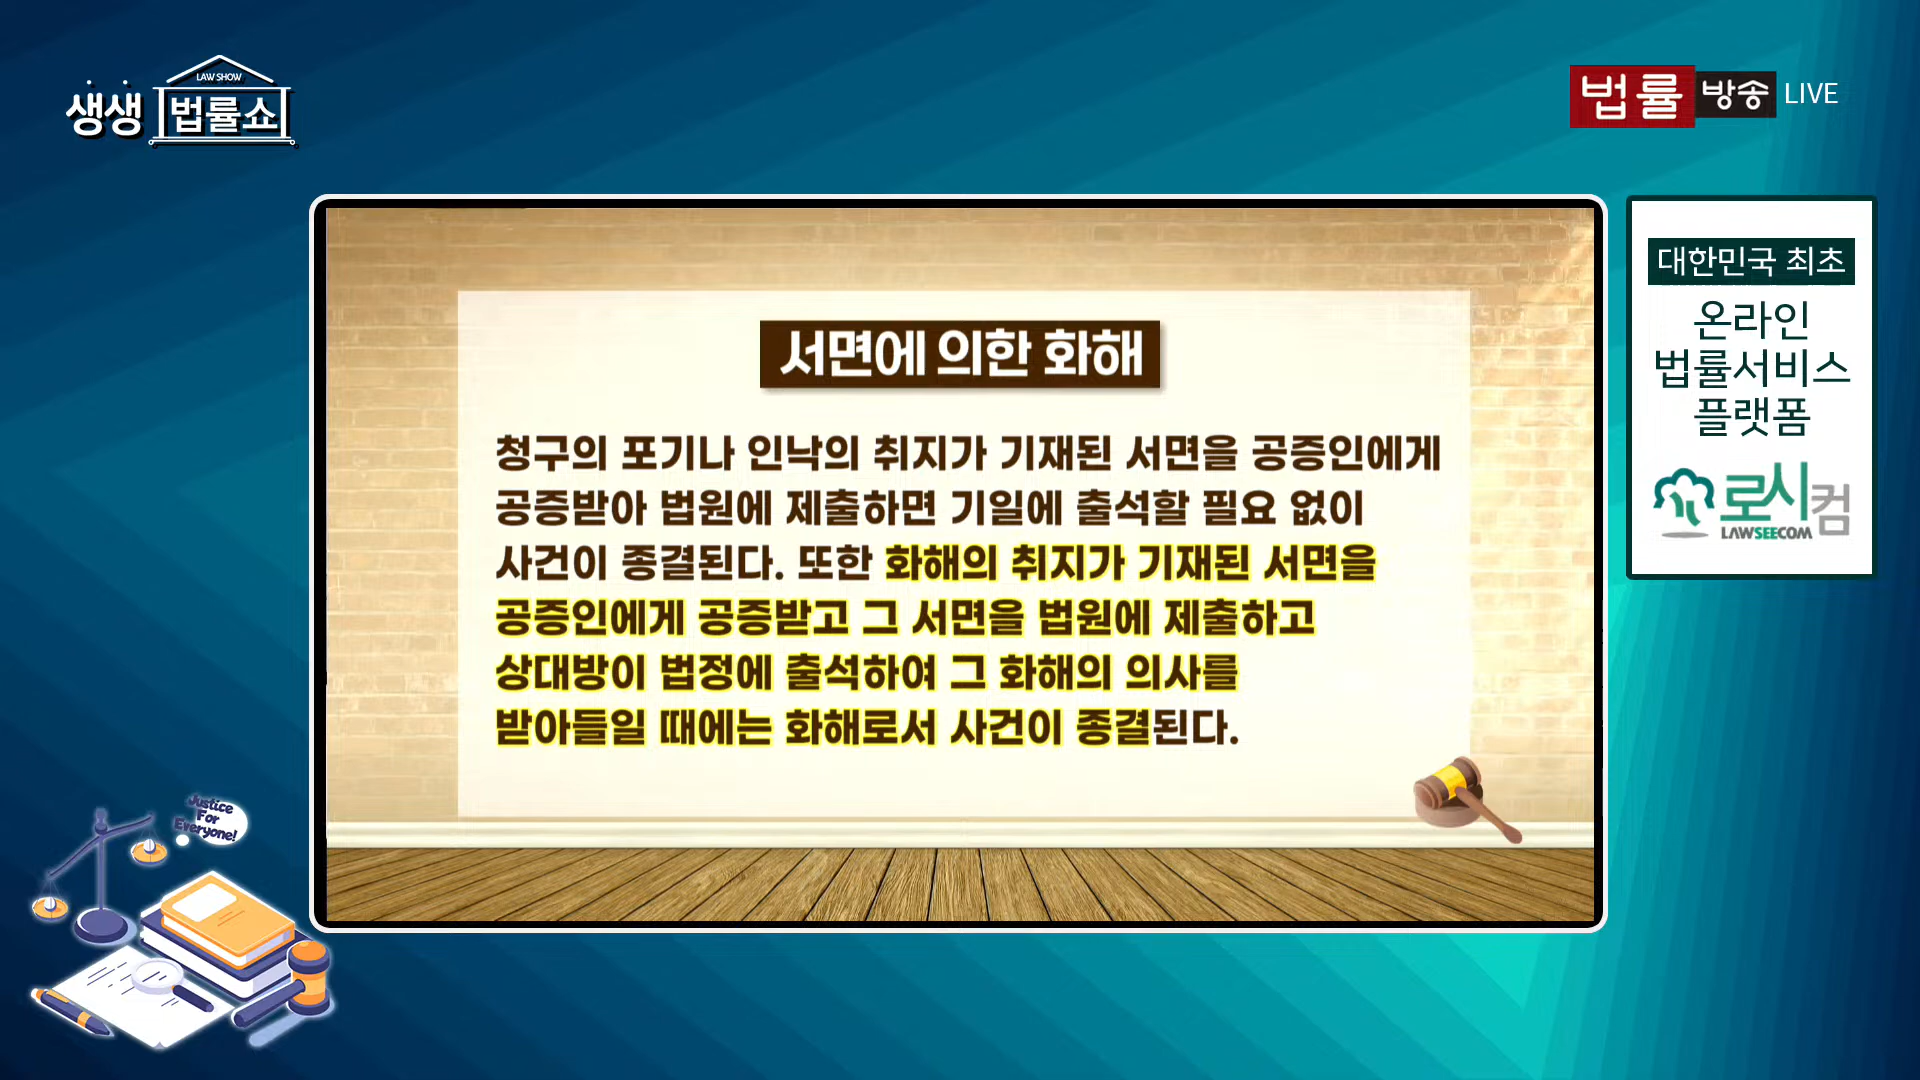 LAW SHOW
생생 법률쇼
법률방송 LIVE
대한민국 최초
온라인
법률서비스
플랫폼
로시컴
LAWSEECOM
서면에 의한 화해
청구의 포기나 인낙의 취지가 기재된 서면을 공증인에게
공증받아 법원에 제출하면 기일에 출석할 필요 없이
사건이 종결된다. 또한 화해의 취지가 기재된 서면을
공증인에게 공증받고 그 서면을 법원에 제출하고
상대방이 법정에 출석하여 그 화해의 의사를
받아들일 때에는 화해로서 사건이 종결된다.
Justice
For
Everyone!